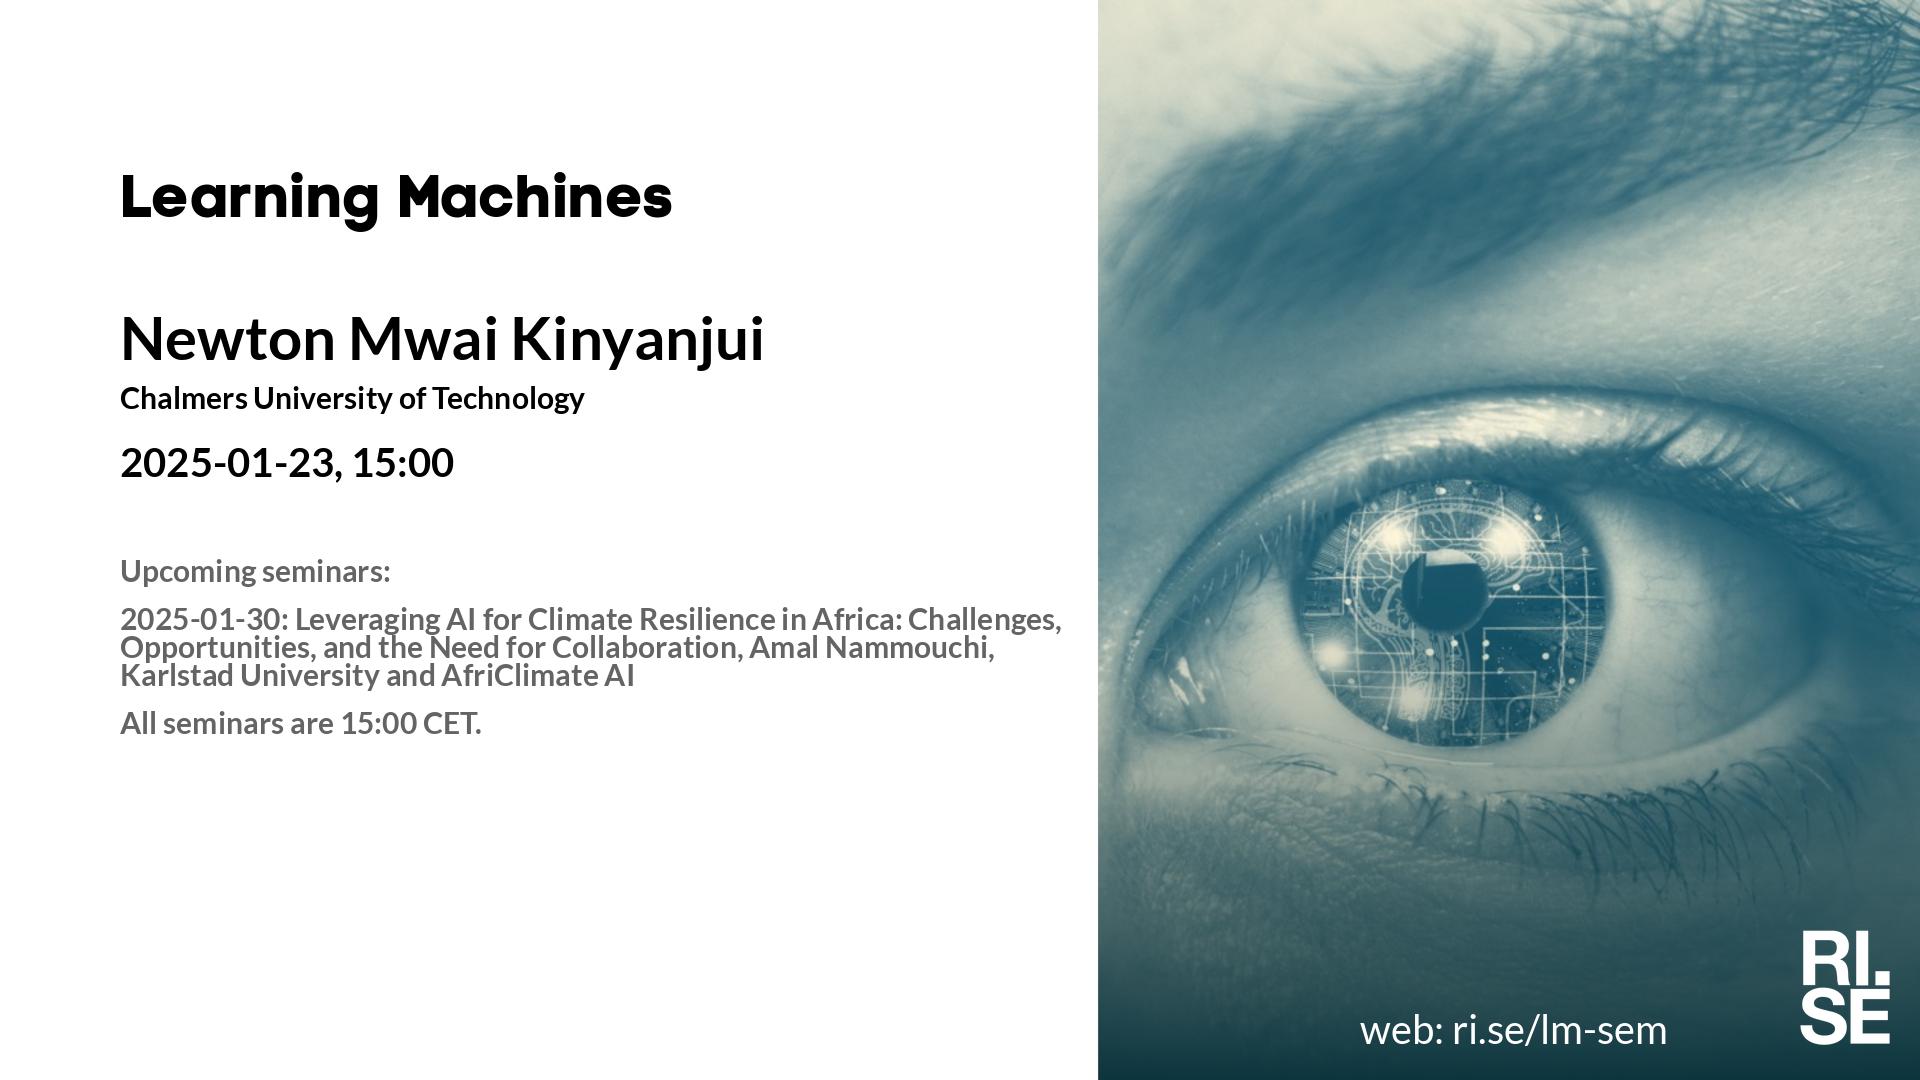 Learning Machines
Newton Mwai Kinyanjui
Chalmers University of Technology
2025-01-23, 15:00
Upcoming seminars:
2025-01-30: Leveraging AI for Climate Resilience in Africa: Challenges,
Opportunities, and the Need for Collaboration, Amal Nammouchi,
Karlstad University and AfriClimate AI
All seminars are 15:00 CET.
web: ri.se/lm-sem
RI.
SE